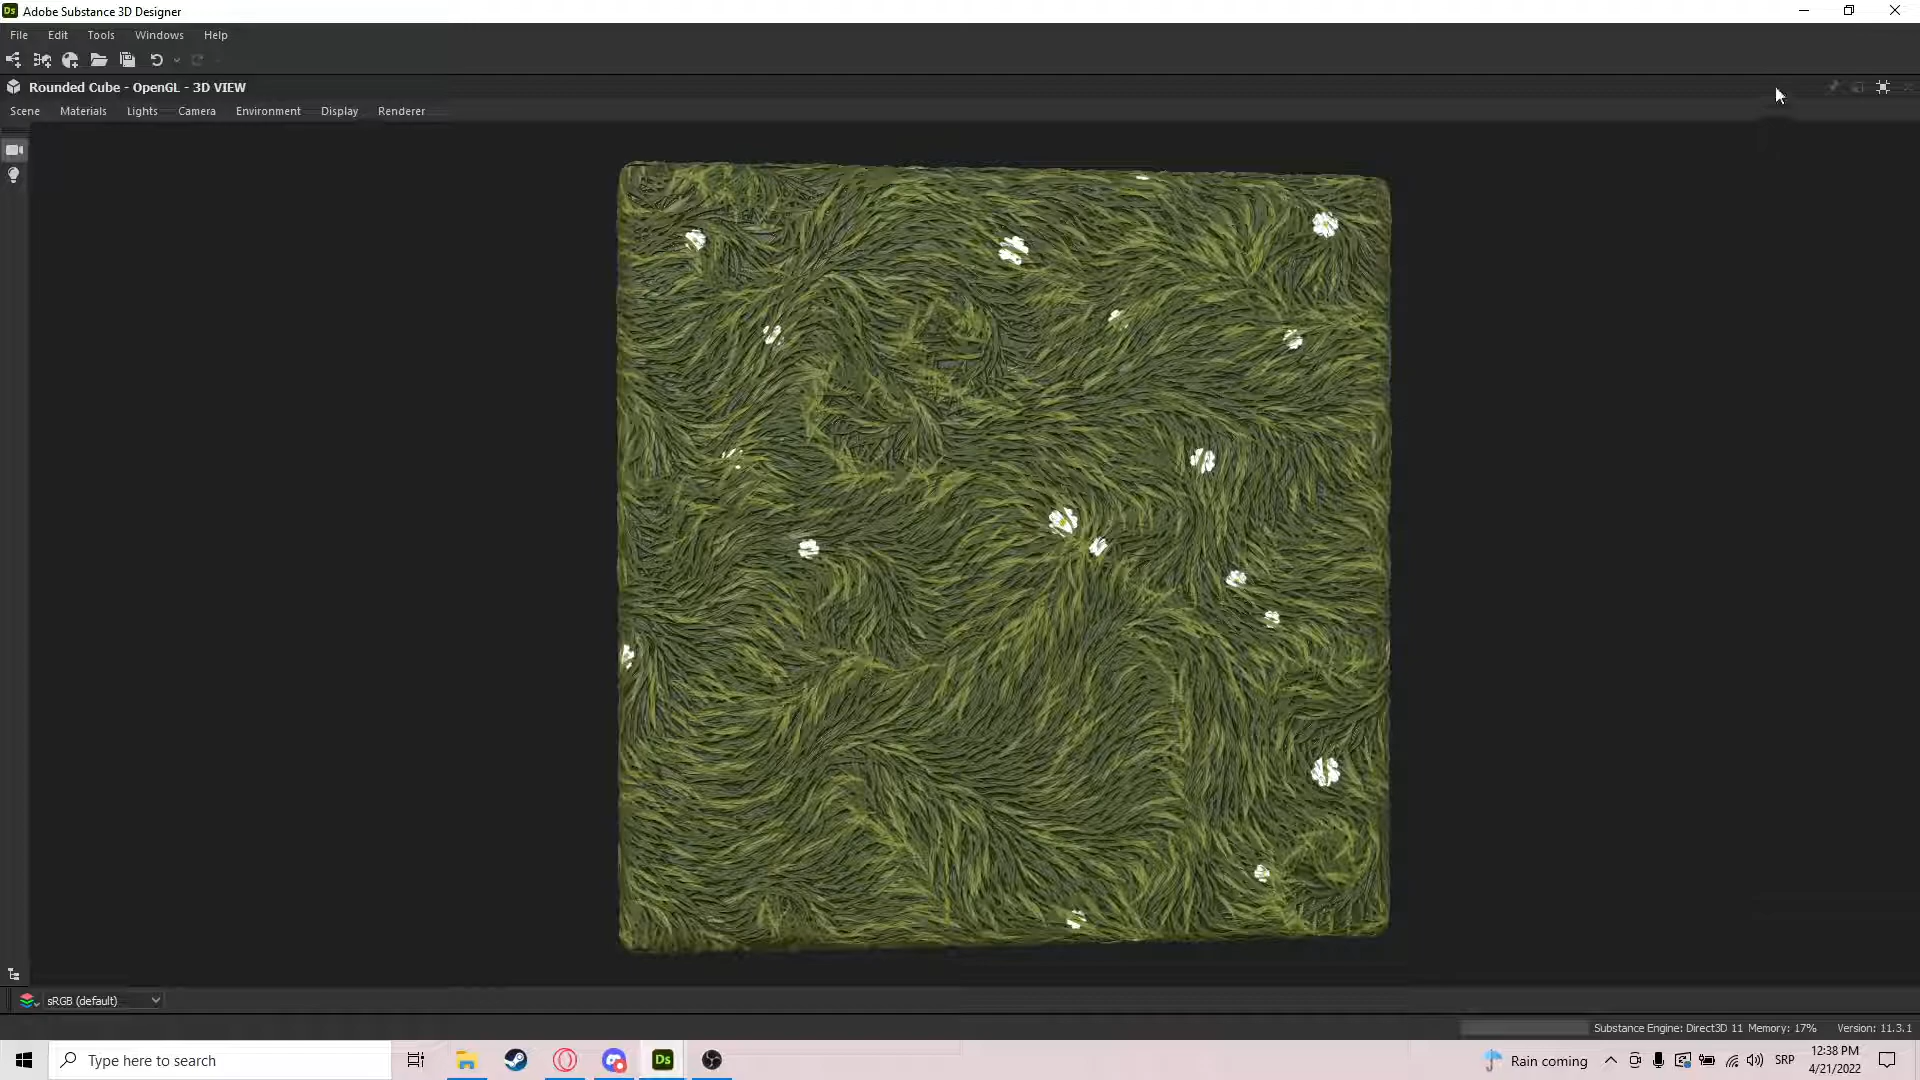 Ds Adobe Substance 3D Designer
File Edit Tools Windows Help
Rounded Cube - OpenGL - 3D VIEW
Scene Materials Lights Camera Environment Display Renderer
sRGB (default)
Substance Engine: Direct3D 11 Memory: 17% Version: 11.3.1
Type here to search
Ds
Rain coming
SRP
12:38 PM
4/21/2022